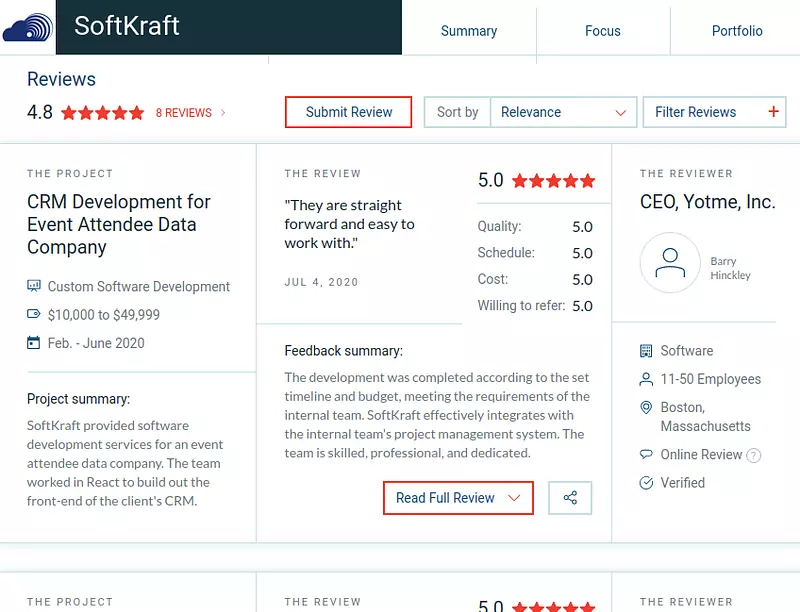 SoftKraft
Summary
Focus
Portfolio
Reviews
4.8
8 REVIEWS
Submit Review
Sort by
Relevance
Filter Reviews +
THE PROJECT
CRM Development for
Event Attendee Data
Company
Custom Software Development
$10,000 to $49,999
Feb. - June 2020
Project summary:
SoftKraft provided software
development services for an event
attendee data company. The team
worked in React to build out the
front-end of the client's CRM.
THE REVIEW
"They are straight
forward and easy to
work with."
JUL 4, 2020
5.0
Quality: 5.0
Schedule: 5.0
Cost: 5.0
Willing to refer: 5.0
Feedback summary:
The development was completed according to the set
timeline and budget, meeting the requirements of the
internal team. SoftKraft effectively integrates with
the internal team's project management system. The
team is skilled, professional, and dedicated.
Read Full Review
THE REVIEWER
CEO, Yotme, Inc.
Barry
Hinckley
Software
11-50 Employees
Boston,
Massachusetts
Online Review ?
Verified
THE PROJECT
THE REVIEW
5.0
THE REVIEWER